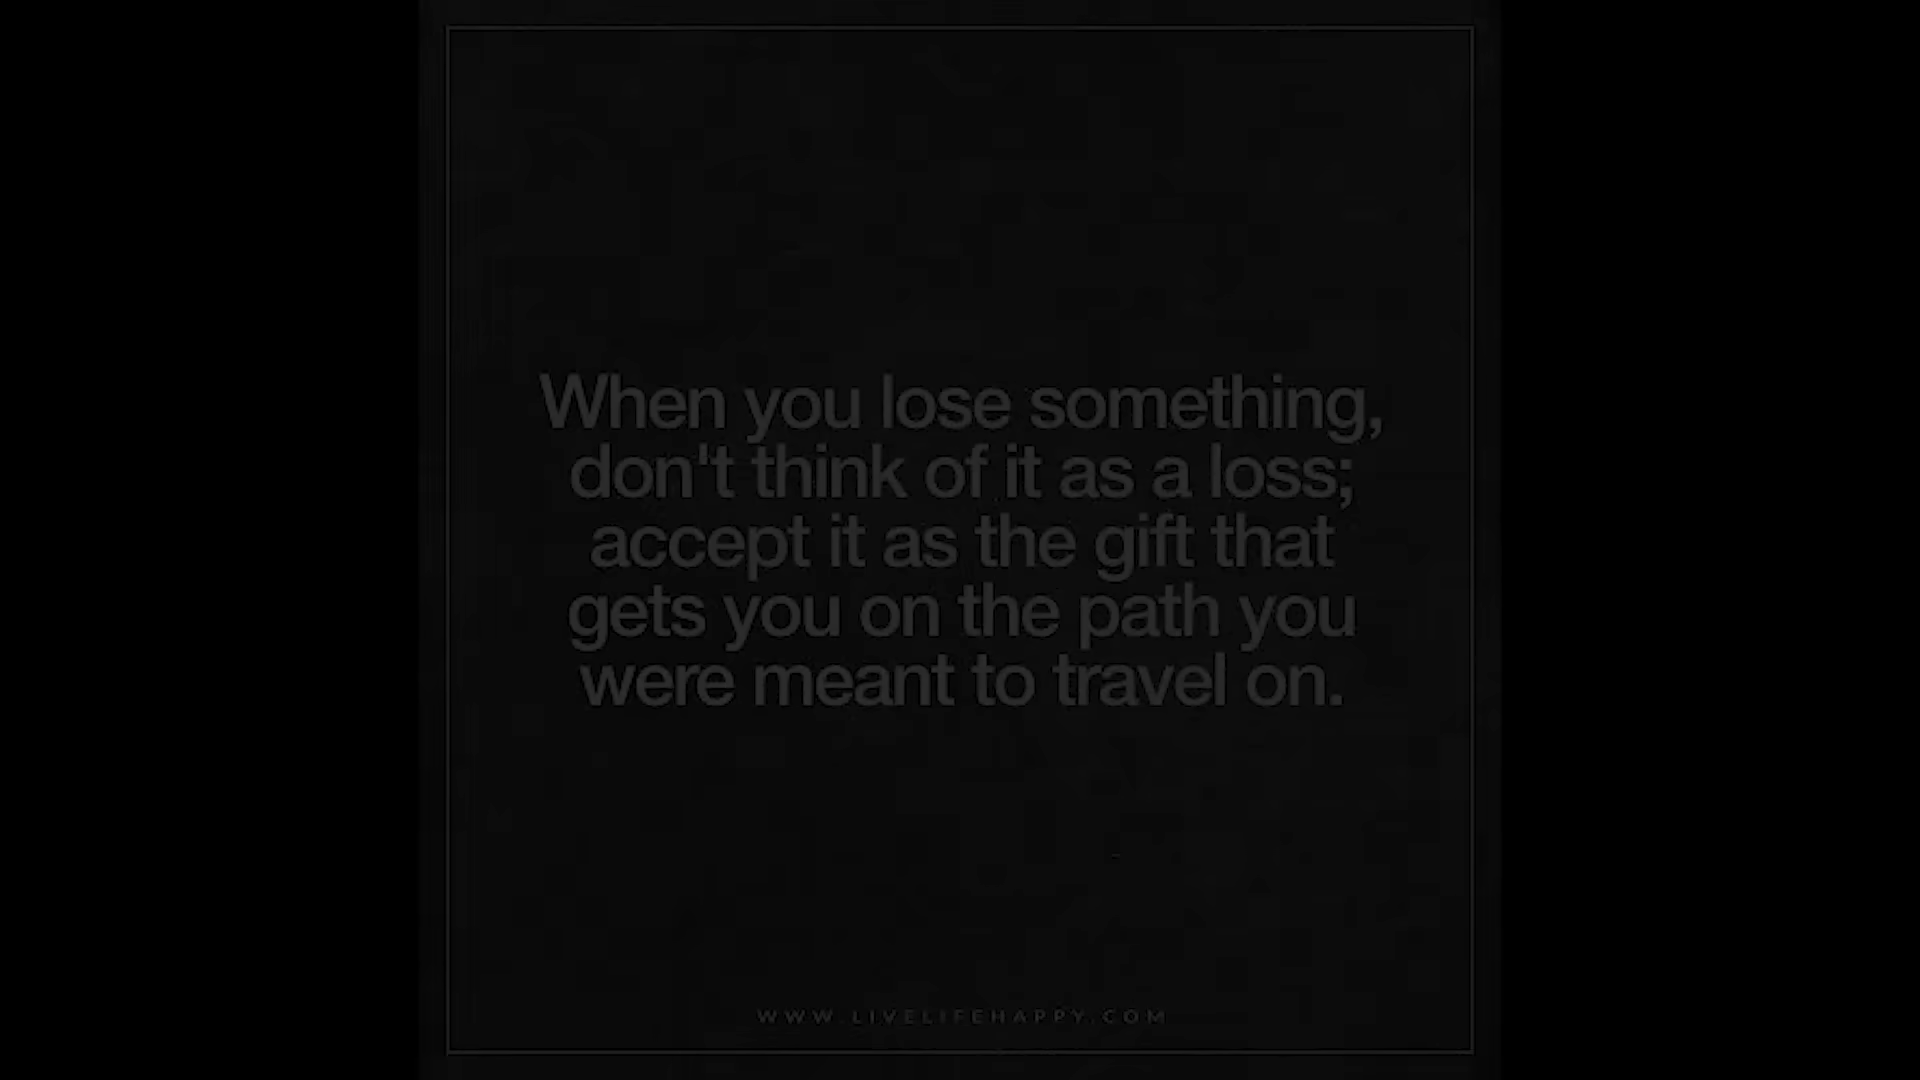 When you lose something,
don't think of it as a loss;
accept it as the gift that
gets you on the path you
were meant to travel on.
WWW.LIVELIFEHAPPY.COM